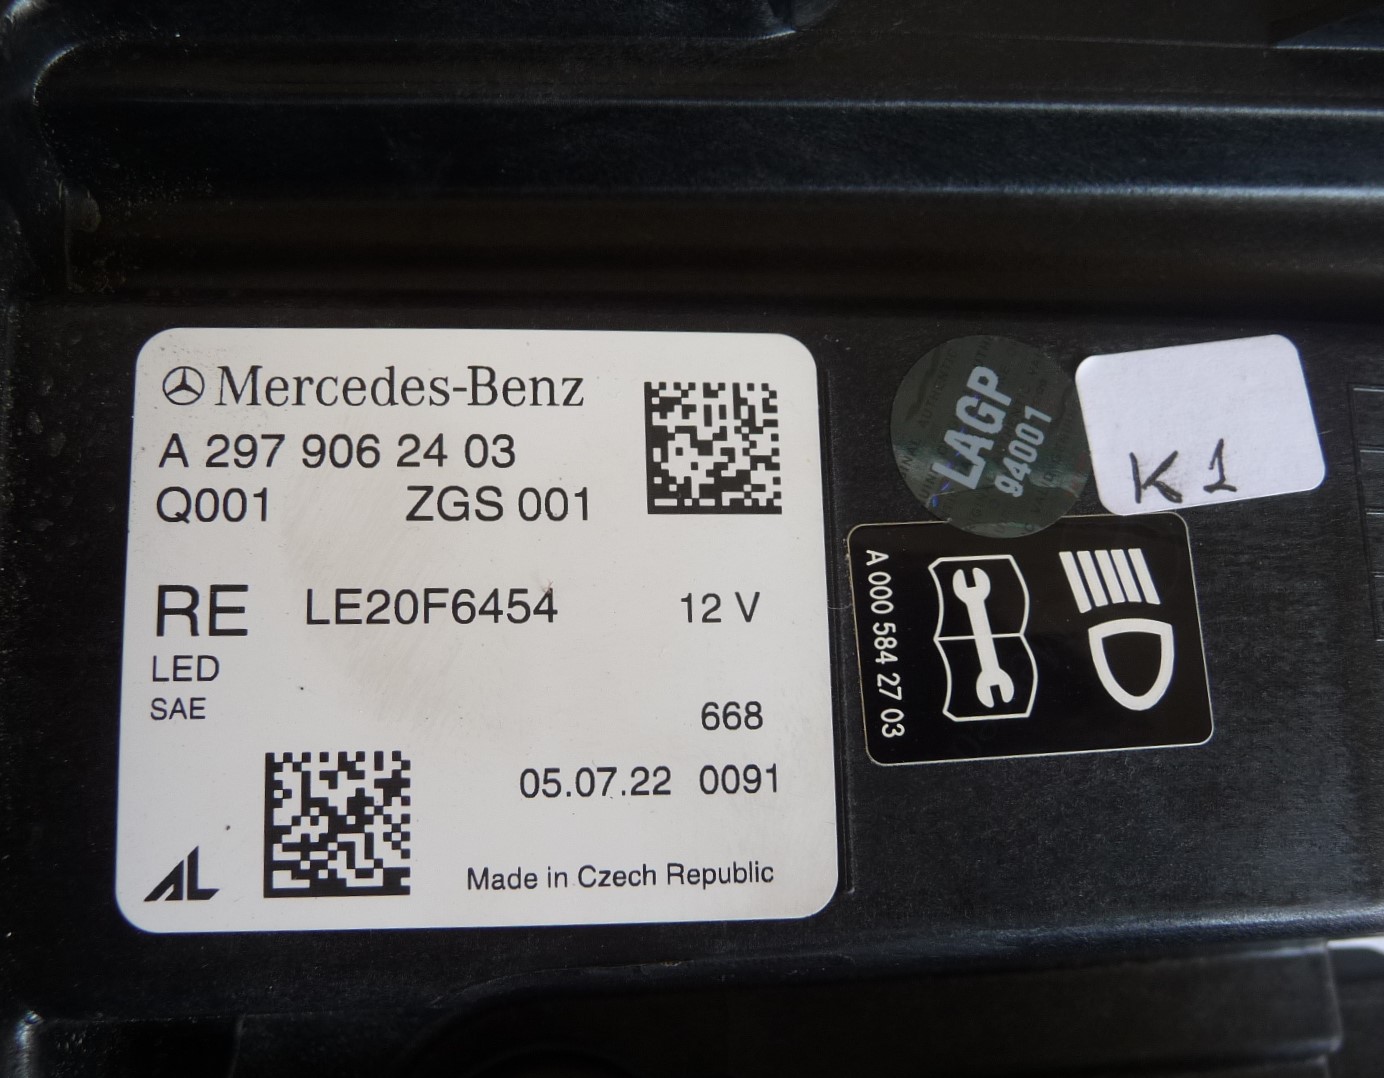 Mercedes-Benz
A 297 906 24 03
Q001 ZGS 001
RE LE20F6454 12 V
LED
SAE
668
05.07.22 0091
AL
Made in Czech Republic
LAGP
94001
K1
A 000 584 27 03